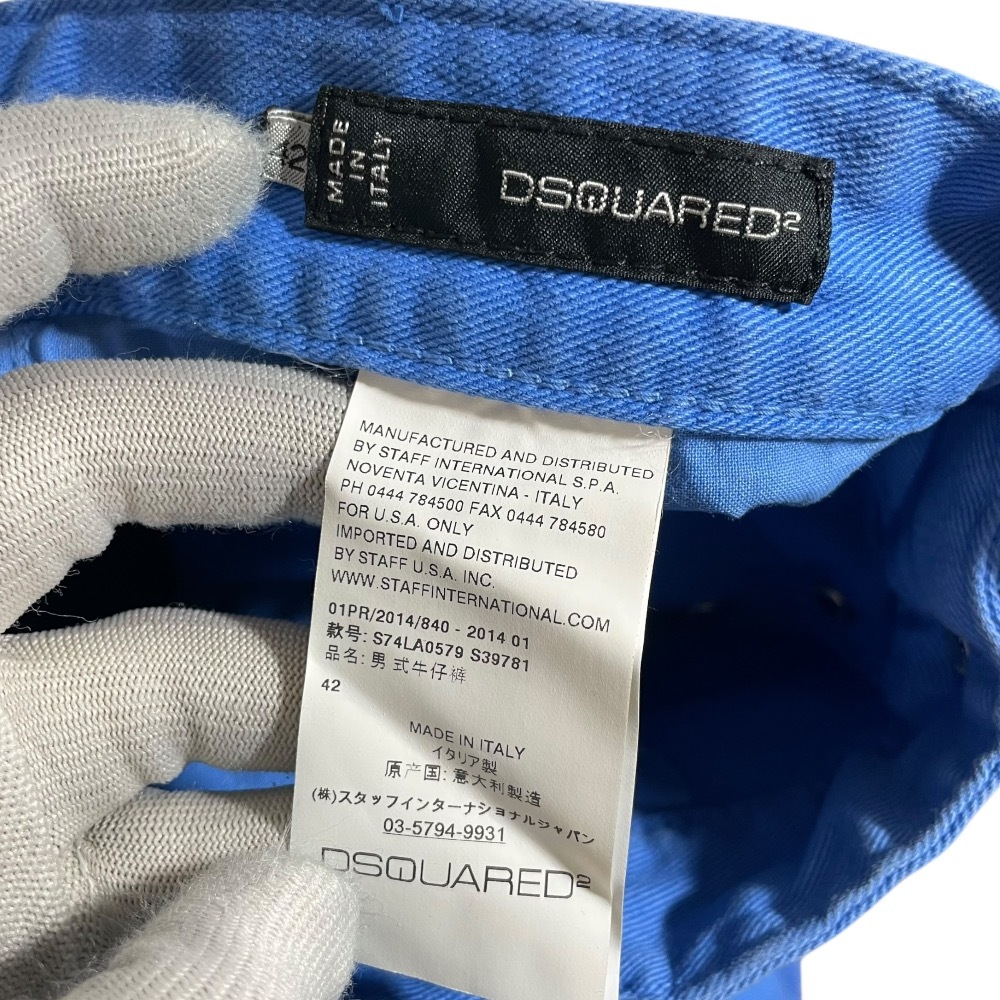 MADE
IN
ITALY
DSQUARED2
MANUFACTURED AND DISTRIBUTED
BY STAFF INTERNATIONAL S.P.A.
NOVENTA VICENTINA - ITALY
PH 0444 784500 FAX 0444 784580
FOR U.S.A. ONLY
IMPORTED AND DISTRIBUTED
BY STAFF U.S.A. INC.
WWW.STAFFINTERNATIONAL.COM
01PR/2014/840 - 2014 01
款号: S74LA0579 S39781
品名: 男式牛仔裤
42
MADE IN ITALY
イタリア製
原产国: 意大利製造
(株)スタッフインターナショナルジャパン
03-5794-9931
DSQUARED2